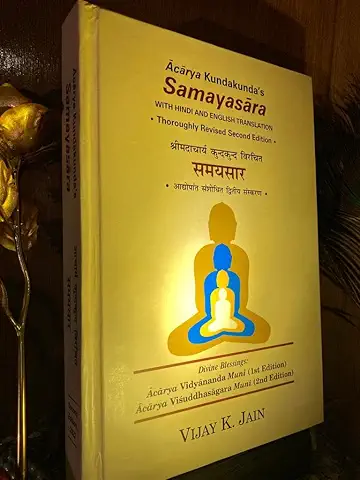 Ācārya Kundakunda's
Samayasāra
WITH HINDI AND ENGLISH TRANSLATION
• Thoroughly Revised Second Edition •
श्रीमदाचार्य कुन्दकुन्द विरचित
समयसार
• आद्योपांत संशोधित द्वितीय संस्करण •
Divine Blessings:
Ācārya Vidyānanda Muni (1st Edition)
Ācārya Viśuddhasāgara Muni (2nd Edition)
VIJAY K. JAIN
Ācārya Kundakunda's
Samayasāra